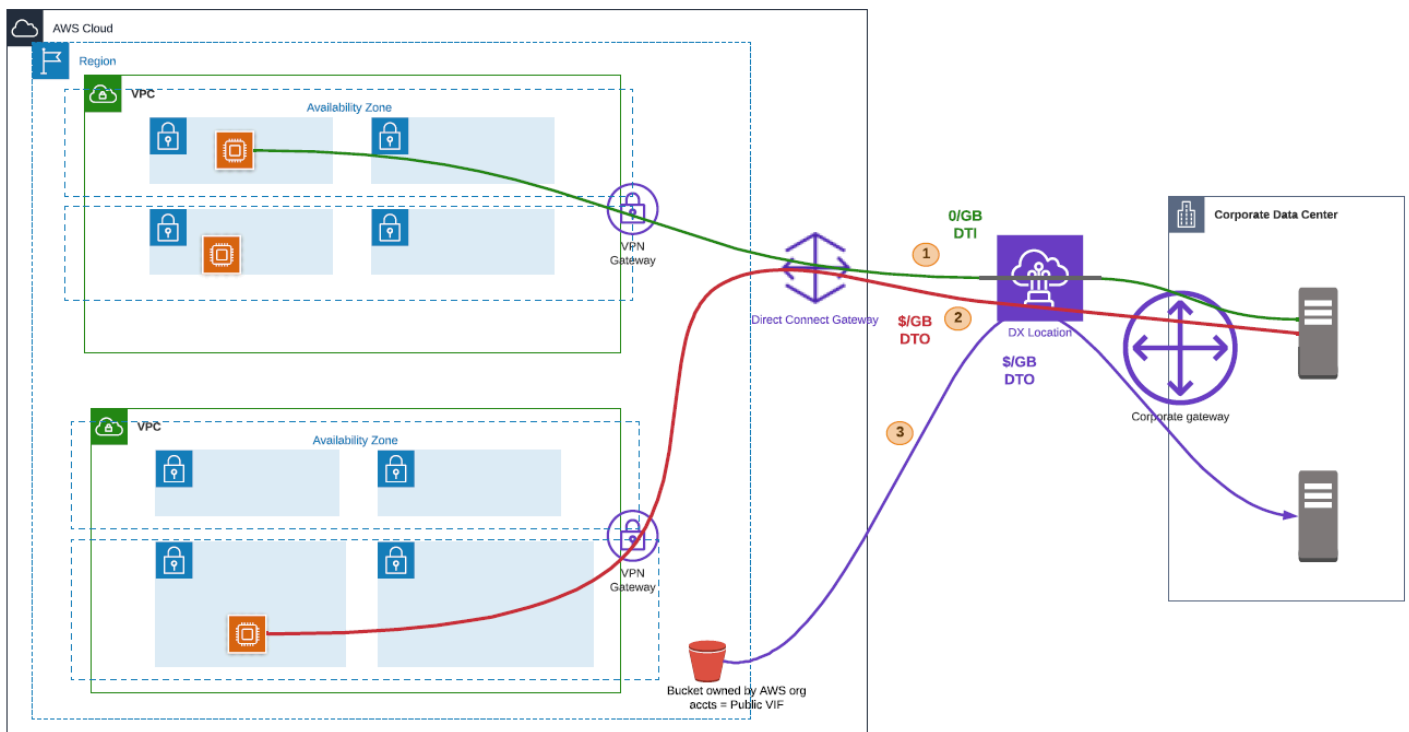 AWS Cloud
Region
VPC
Availability Zone
VPN
Gateway
0/GB
DTI
1
Direct Connect Gateway
$/GB
DTO
2
DX Location
$/GB
DTO
Corporate Data Center
Corporate gateway
3
VPC
Availability Zone
VPN
Gateway
Bucket owned by AWS org
accts = Public VIF